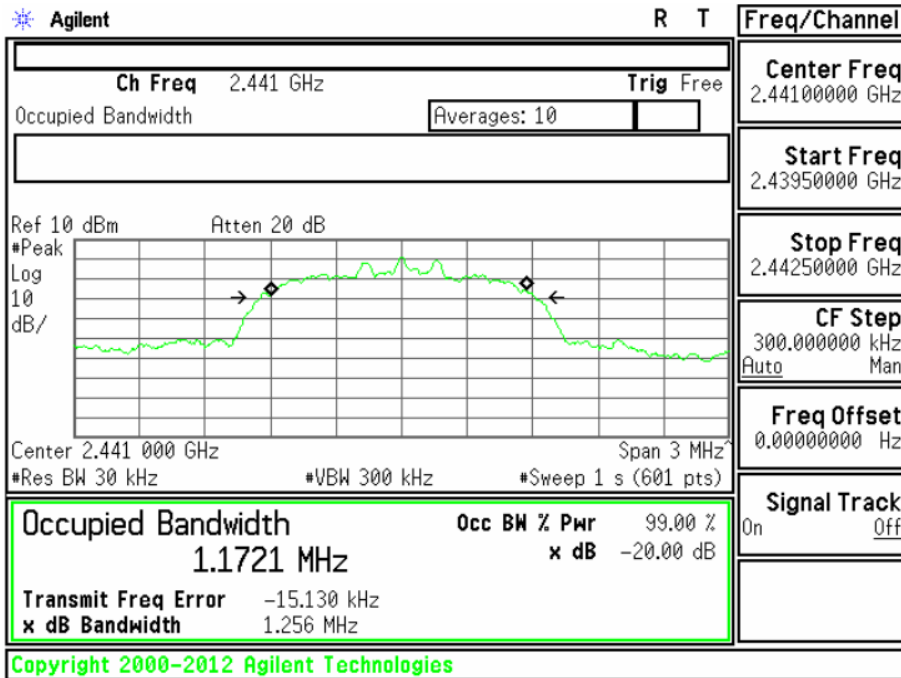 Agilent R T
Ch Freq 2.441 GHz Trig Free
Occupied Bandwidth Averages: 10
Ref 10 dBm Atten 20 dB
#Peak
Log
10
dB/
Center 2.441 000 GHz Span 3 MHz^
#Res BW 30 kHz #VBW 300 kHz #Sweep 1 s (601 pts)
Occupied Bandwidth Occ BW % Pwr 99.00 %
1.1721 MHz x dB -20.00 dB
Transmit Freq Error -15.130 kHz
x dB Bandwidth 1.256 MHz
Copyright 2000-2012 Agilent Technologies
Freq/Channel
Center Freq
2.44100000 GHz
Start Freq
2.43950000 GHz
Stop Freq
2.44250000 GHz
CF Step
300.000000 kHz
Auto Man
Freq Offset
0.00000000 Hz
Signal Track
On Off